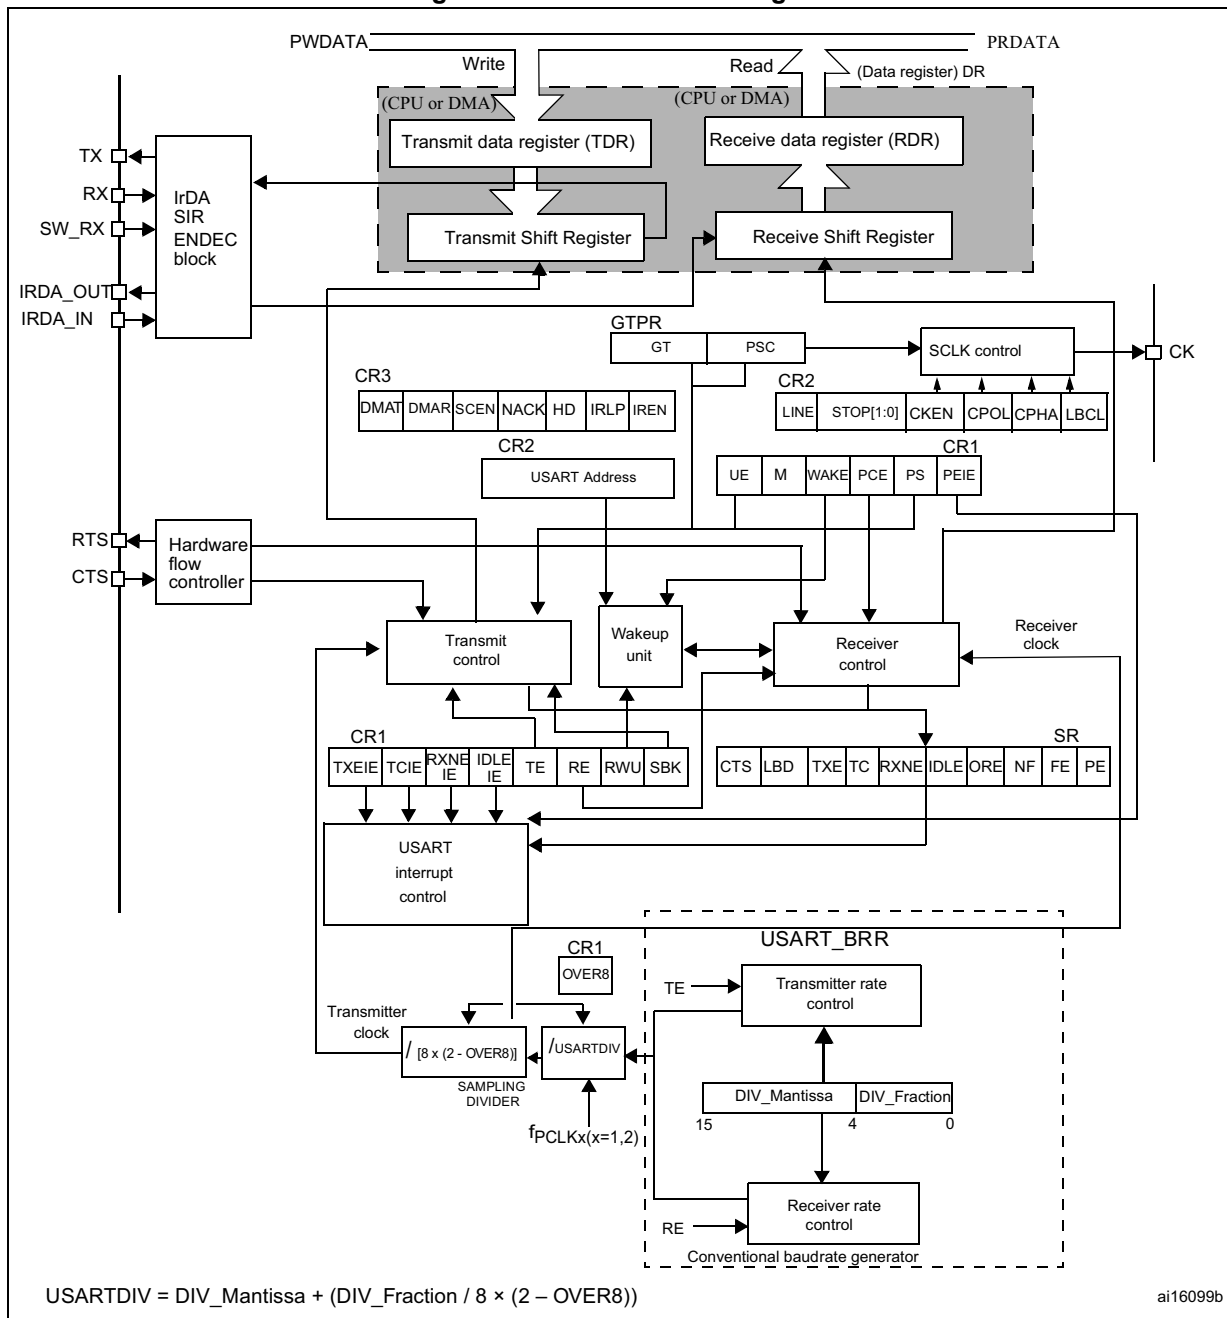 PWDATA
PRDATA
Write
Read
(Data register) DR
(CPU or DMA)
(CPU or DMA)
Transmit data register (TDR)
Receive data register (RDR)
TX
RX
SW_RX
IRDA_OUT
IRDA_IN
IrDA
SIR
ENDEC
block
Transmit Shift Register
Receive Shift Register
GTPR
GT
PSC
SCLK control
CK
CR3
DMAT
DMAR
SCEN
NACK
HD
IRLP
IREN
CR2
LINE
STOP[1:0]
CKEN
CPOL
CPHA
LBCL
CR2
USART Address
CR1
UE
M
WAKE
PCE
PS
PEIE
RTS
CTS
Hardware
flow
controller
Transmit
control
Wakeup
unit
Receiver
control
Receiver
clock
CR1
TXEIE
TCIE
RXNE
IE
IDLE
IE
TE
RE
RWU
SBK
SR
CTS
LBD
TXE
TC
RXNE
IDLE
ORE
NF
FE
PE
USART
interrupt
control
USART_BRR
CR1
OVER8
TE
Transmitter rate
control
Transmitter
clock
/ [8 x (2 - OVER8)]
/USARTDIV
SAMPLING
DIVIDER
fPCLKx(x=1,2)
DIV_Mantissa
DIV_Fraction
15
4
0
RE
Receiver rate
control
Conventional baudrate generator
USARTDIV = DIV_Mantissa + (DIV_Fraction / 8 × (2 – OVER8))
ai16099b